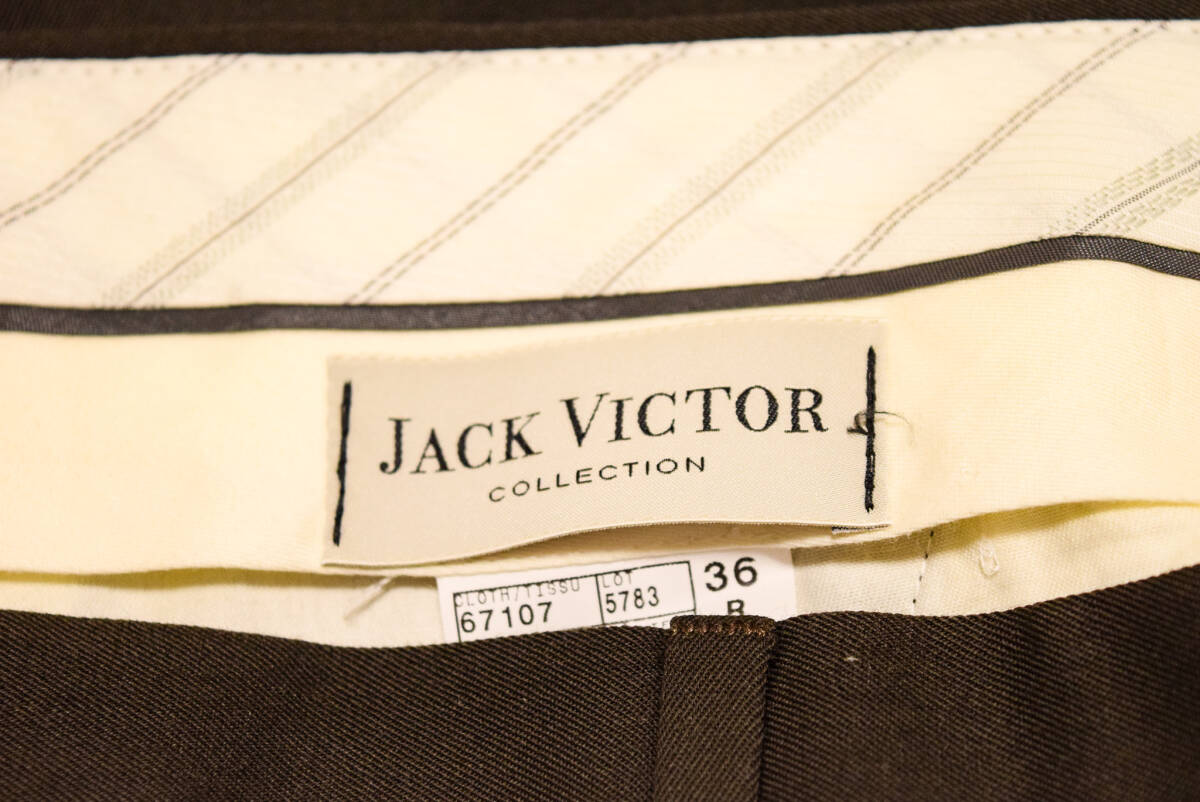 JACK VICTOR
COLLECTION
CLOTH/TISSU LOT 36
67107 5783 R